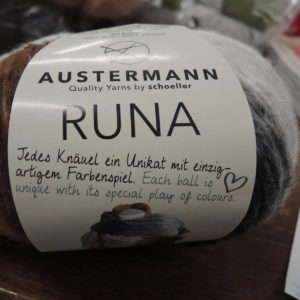 AUSTERMANN
Quality Yarns by schoeller
RUNA
Jedes Knäuel ein Unikat mit einzig-
artigem Farbenspiel. Each ball is
unique with its special play of colours.